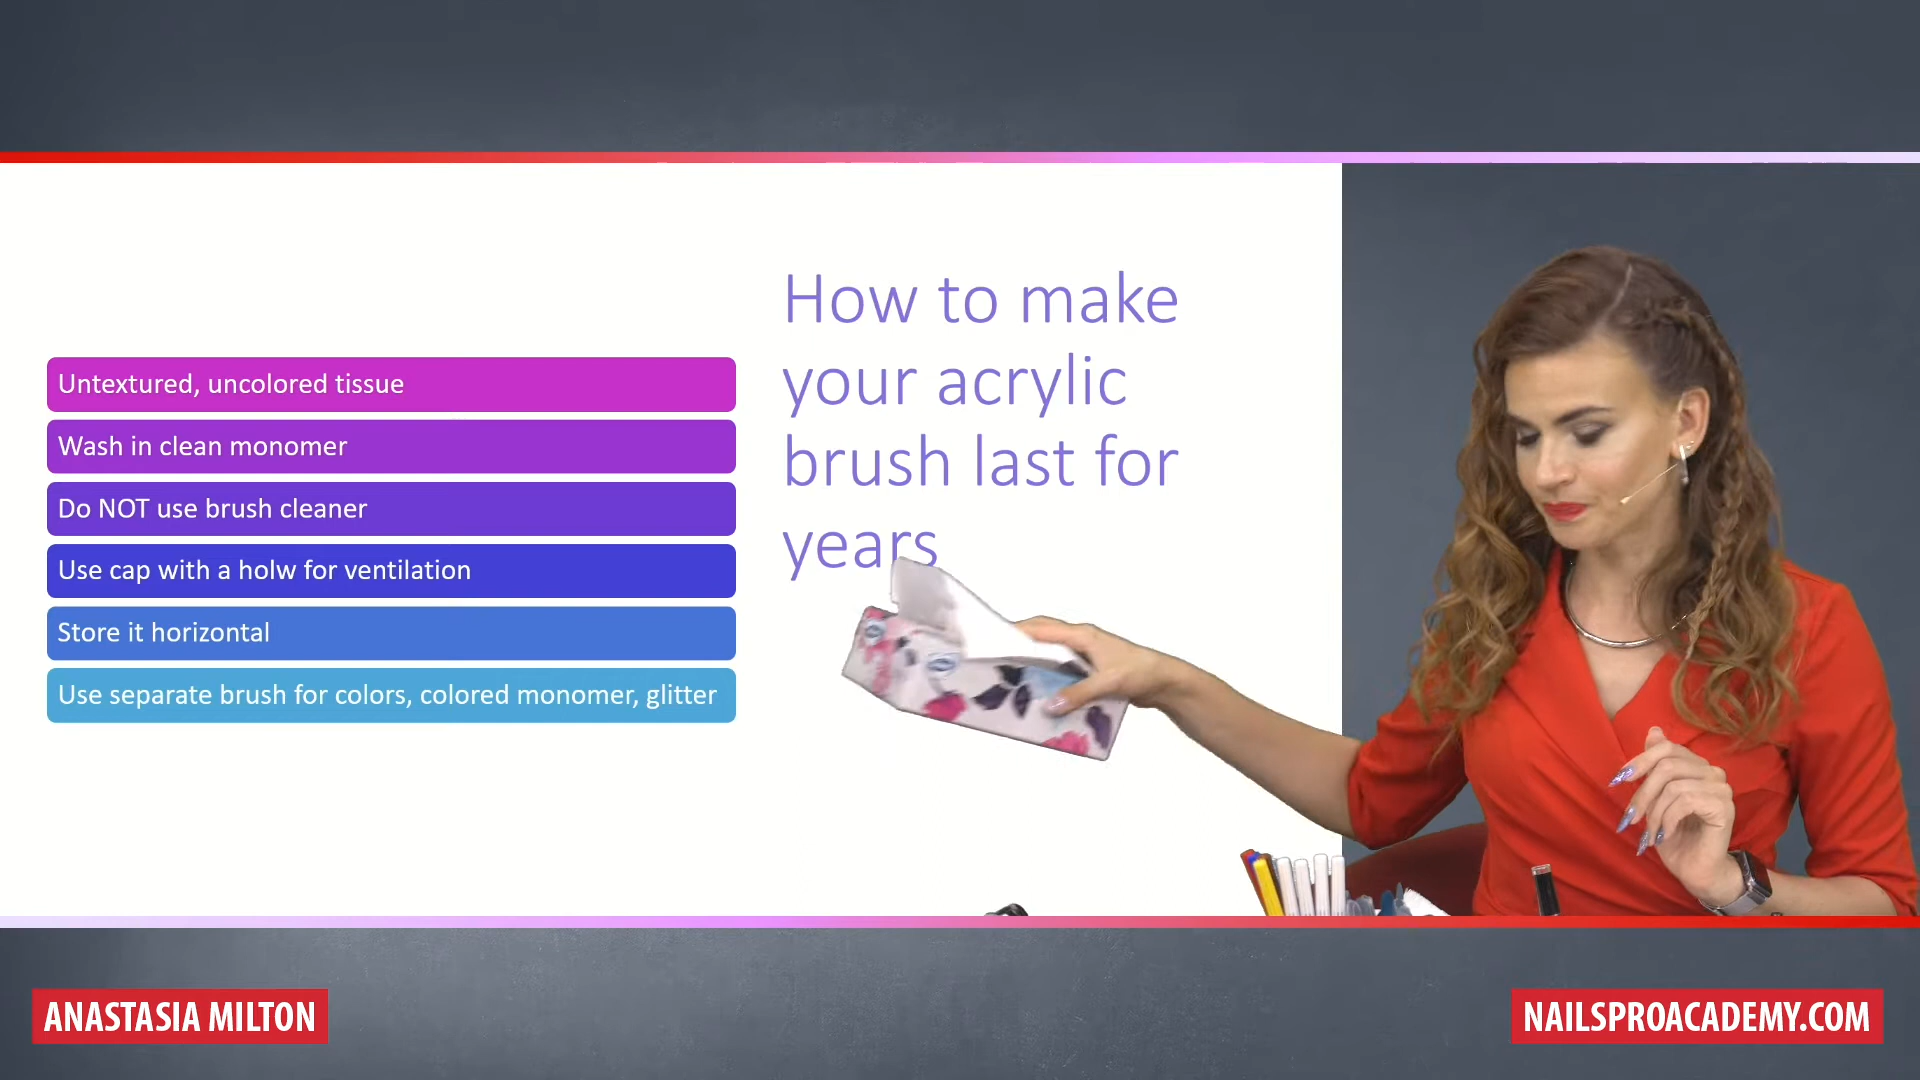 Untextured, uncolored tissue
Wash in clean monomer
Do NOT use brush cleaner
Use cap with a holw for ventilation
Store it horizontal
Use separate brush for colors, colored monomer, glitter
How to make
your acrylic
brush last for
years
ANASTASIA MILTON
NAILSPROACADEMY.COM